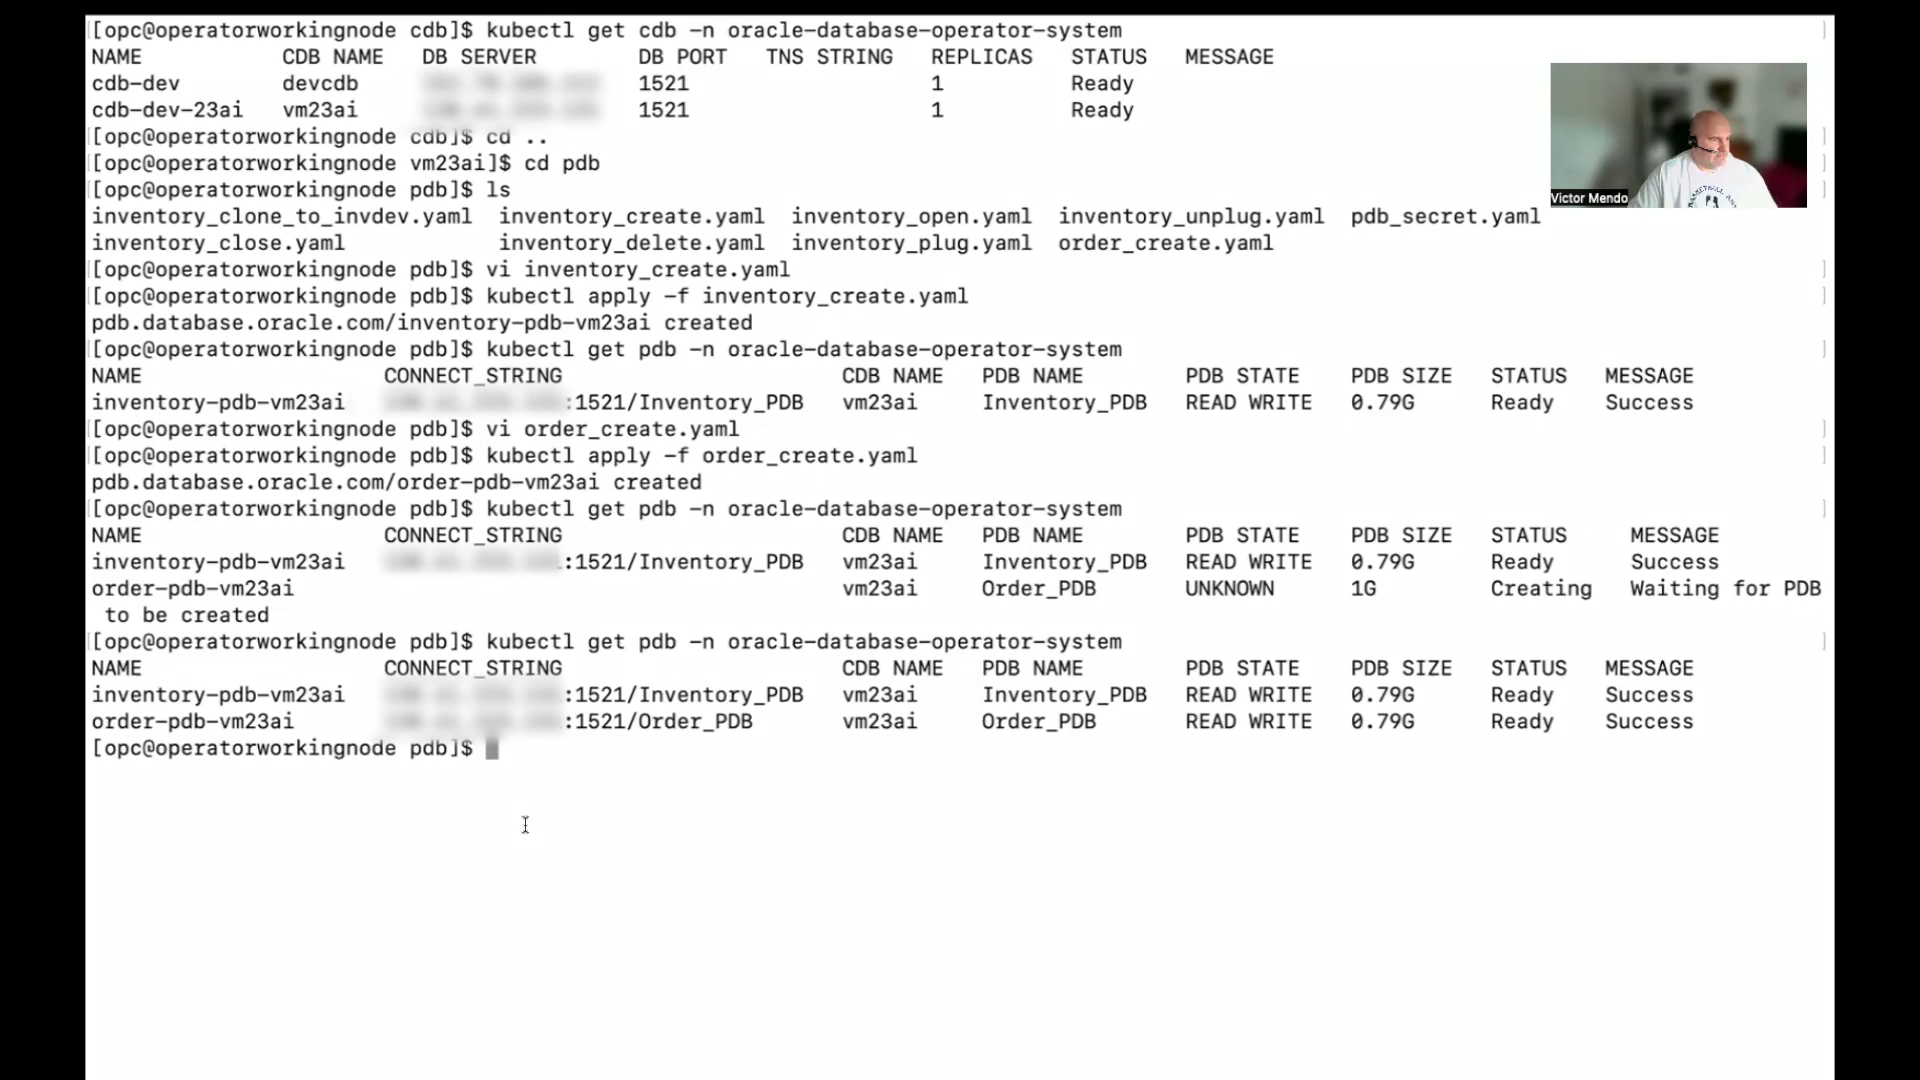 [opc@operatorworkingnode cdb]$ kubectl get cdb -n oracle-database-operator-system
NAME CDB NAME DB SERVER DB PORT TNS STRING REPLICAS STATUS MESSAGE
cdb-dev devcdb 1521 1 Ready
cdb-dev-23ai vm23ai 1521 1 Ready
[opc@operatorworkingnode cdb]$ cd ..
[opc@operatorworkingnode vm23ai]$ cd pdb
[opc@operatorworkingnode pdb]$ ls
Victor Mendo
inventory_clone_to_invdev.yaml inventory_create.yaml inventory_open.yaml inventory_unplug.yaml pdb_secret.yaml
inventory_close.yaml inventory_delete.yaml inventory_plug.yaml order_create.yaml
[opc@operatorworkingnode pdb]$ vi inventory_create.yaml
[opc@operatorworkingnode pdb]$ kubectl apply -f inventory_create.yaml
pdb.database.oracle.com/inventory-pdb-vm23ai created
[opc@operatorworkingnode pdb]$ kubectl get pdb -n oracle-database-operator-system
NAME CONNECT_STRING CDB NAME PDB NAME PDB STATE PDB SIZE STATUS MESSAGE
inventory-pdb-vm23ai :1521/Inventory_PDB vm23ai Inventory_PDB READ WRITE 0.79G Ready Success
[opc@operatorworkingnode pdb]$ vi order_create.yaml
[opc@operatorworkingnode pdb]$ kubectl apply -f order_create.yaml
pdb.database.oracle.com/order-pdb-vm23ai created
[opc@operatorworkingnode pdb]$ kubectl get pdb -n oracle-database-operator-system
NAME CONNECT_STRING CDB NAME PDB NAME PDB STATE PDB SIZE STATUS MESSAGE
inventory-pdb-vm23ai :1521/Inventory_PDB vm23ai Inventory_PDB READ WRITE 0.79G Ready Success
order-pdb-vm23ai vm23ai Order_PDB UNKNOWN 1G Creating Waiting for PDB
to be created
[opc@operatorworkingnode pdb]$ kubectl get pdb -n oracle-database-operator-system
NAME CONNECT_STRING CDB NAME PDB NAME PDB STATE PDB SIZE STATUS MESSAGE
inventory-pdb-vm23ai :1521/Inventory_PDB vm23ai Inventory_PDB READ WRITE 0.79G Ready Success
order-pdb-vm23ai :1521/Order_PDB vm23ai Order_PDB READ WRITE 0.79G Ready Success
[opc@operatorworkingnode pdb]$